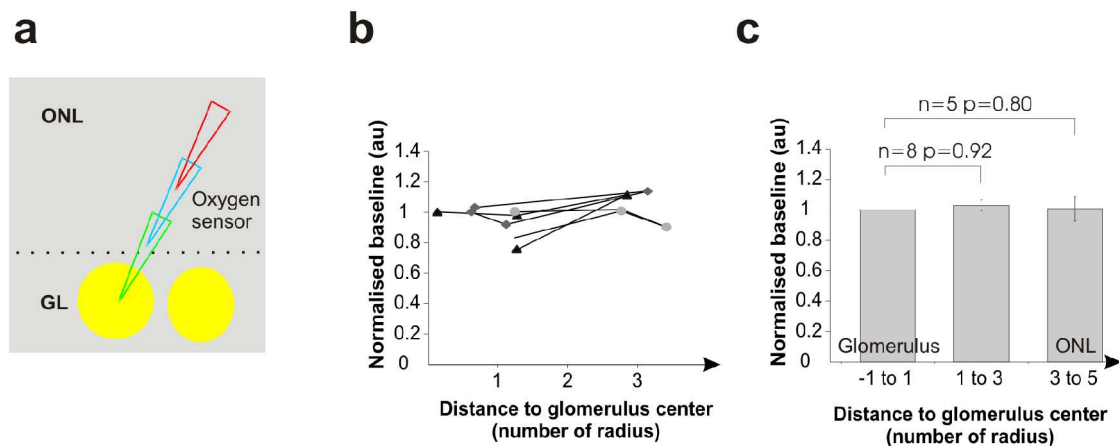 a
ONL
Oxygen
sensor
GL
b
Normalised baseline (au)
1.4
1.2
1
0.8
0.6
0.4
0.2
0
1
2
3
Distance to glomerulus center
(number of radius)
c
Normalised baseline (au)
1.4
1.2
1
0.8
0.6
0.4
0.2
0
n=5 p=0.80
n=8 p=0.92
Glomerulus
ONL
-1 to 1
1 to 3
3 to 5
Distance to glomerulus center
(number of radius)